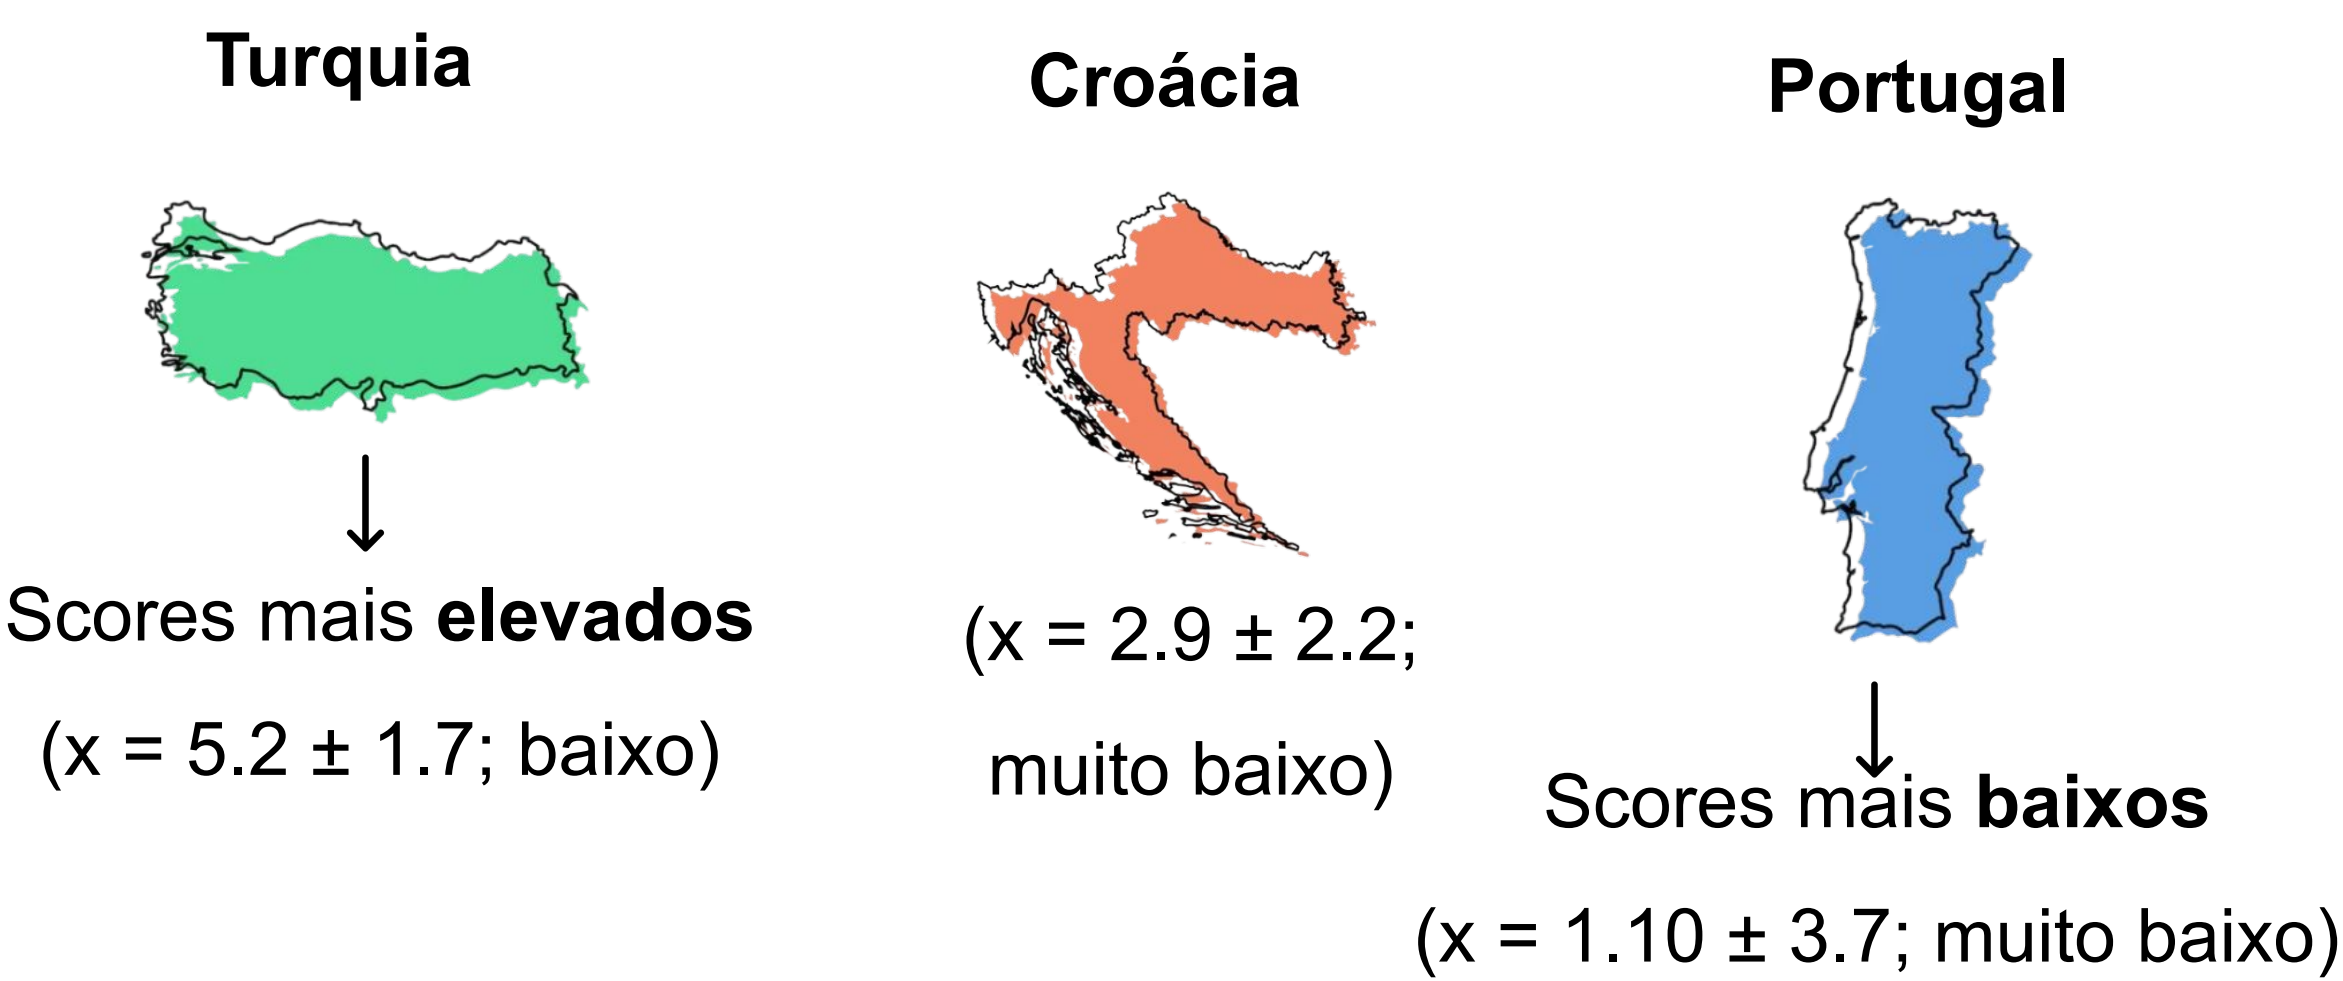 Turquia
Croácia
Portugal
Scores mais elevados
(x = 5.2 ± 1.7; baixo)
(x = 2.9 ± 2.2;
muito baixo)
Scores mais baixos
(x = 1.10 ± 3.7; muito baixo)